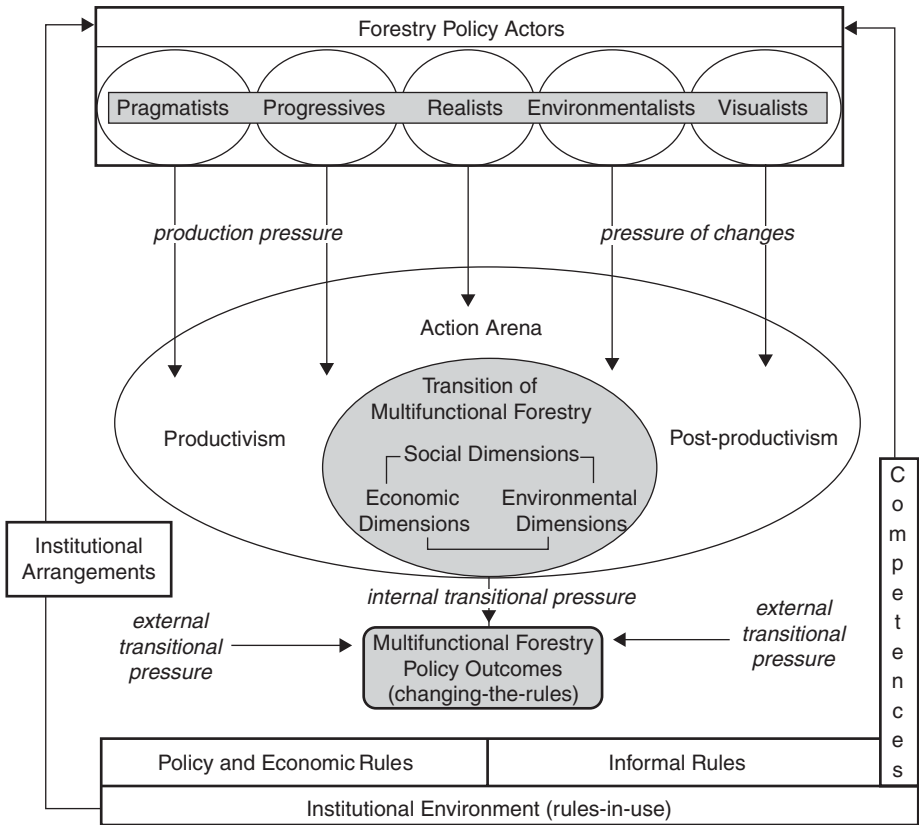 Forestry Policy Actors
Pragmatists Progressives Realists Environmentalists Visualists
production pressure
pressure of changes
Action Arena
Transition of
Multifunctional Forestry
Productivism
Post-productivism
Social Dimensions
Economic
Dimensions
Environmental
Dimensions
Institutional
Arrangements
Competences
internal transitional pressure
external
transitional
pressure
Multifunctional Forestry
Policy Outcomes
(changing-the-rules)
external
transitional
pressure
Policy and Economic Rules
Informal Rules
Institutional Environment (rules-in-use)